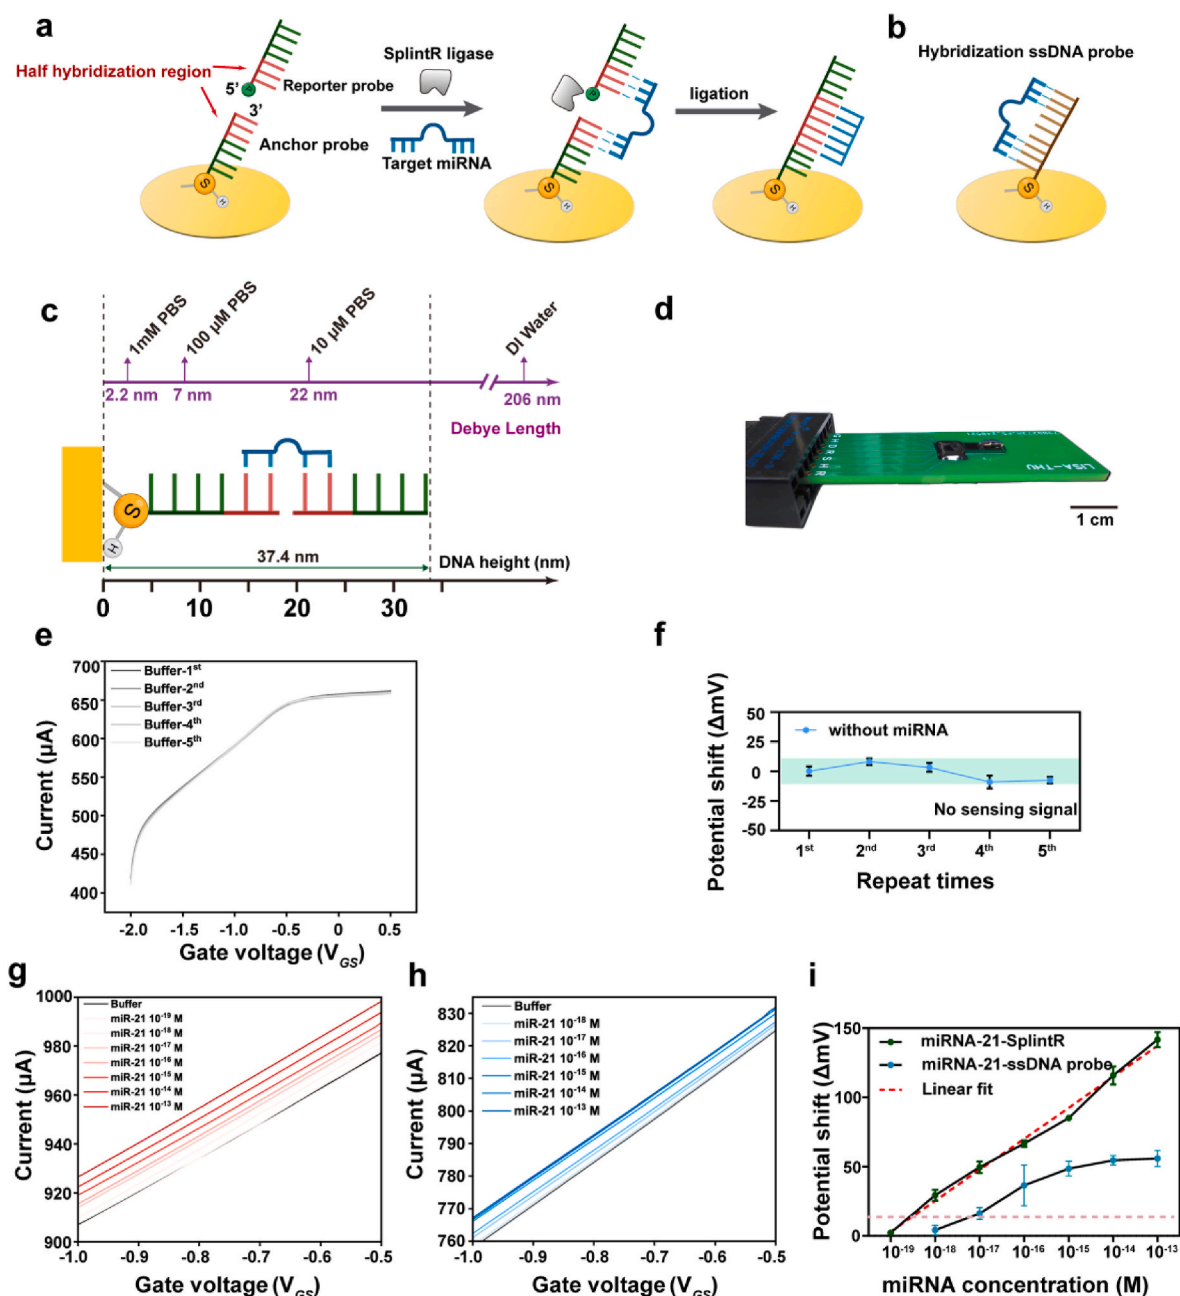 a
Half hybridization region
5'
3'
Reporter probe
Anchor probe
S
H
SplintR ligase
Target miRNA
P
S
H
ligation
S
H
b
Hybridization ssDNA probe
S
H
c
1mM PBS
100 µM PBS
10 µM PBS
DI Water
2.2 nm
7 nm
22 nm
206 nm
Debye Length
S
H
37.4 nm
DNA height (nm)
0
10
20
30
d
GHDRSHR
LISA-THU
1 cm
e
Current (µA)
700
650
600
550
500
450
400
Buffer-1st
Buffer-2nd
Buffer-3rd
Buffer-4th
Buffer-5th
-2.0
-1.5
-1.0
-0.5
0
0.5
Gate voltage (VGS)
f
Potential shift (ΔmV)
50
25
0
-25
-50
without miRNA
No sensing signal
1st
2nd
3rd
4th
5th
Repeat times
g
Current (µA)
1000
980
960
940
920
900
Buffer
miR-21 10-19 M
miR-21 10-18 M
miR-21 10-17 M
miR-21 10-16 M
miR-21 10-15 M
miR-21 10-14 M
miR-21 10-13 M
-1.0
-0.9
-0.8
-0.7
-0.6
-0.5
Gate voltage (VGS)
h
Current (µA)
830
820
810
800
790
780
770
760
Buffer
miR-21 10-18 M
miR-21 10-17 M
miR-21 10-16 M
miR-21 10-15 M
miR-21 10-14 M
miR-21 10-13 M
-1.0
-0.9
-0.8
-0.7
-0.6
-0.5
Gate voltage (VGS)
i
Potential shift (ΔmV)
150
100
50
0
miRNA-21-SplintR
miRNA-21-ssDNA probe
Linear fit
10-19
10-18
10-17
10-16
10-15
10-14
10-13
miRNA concentration (M)